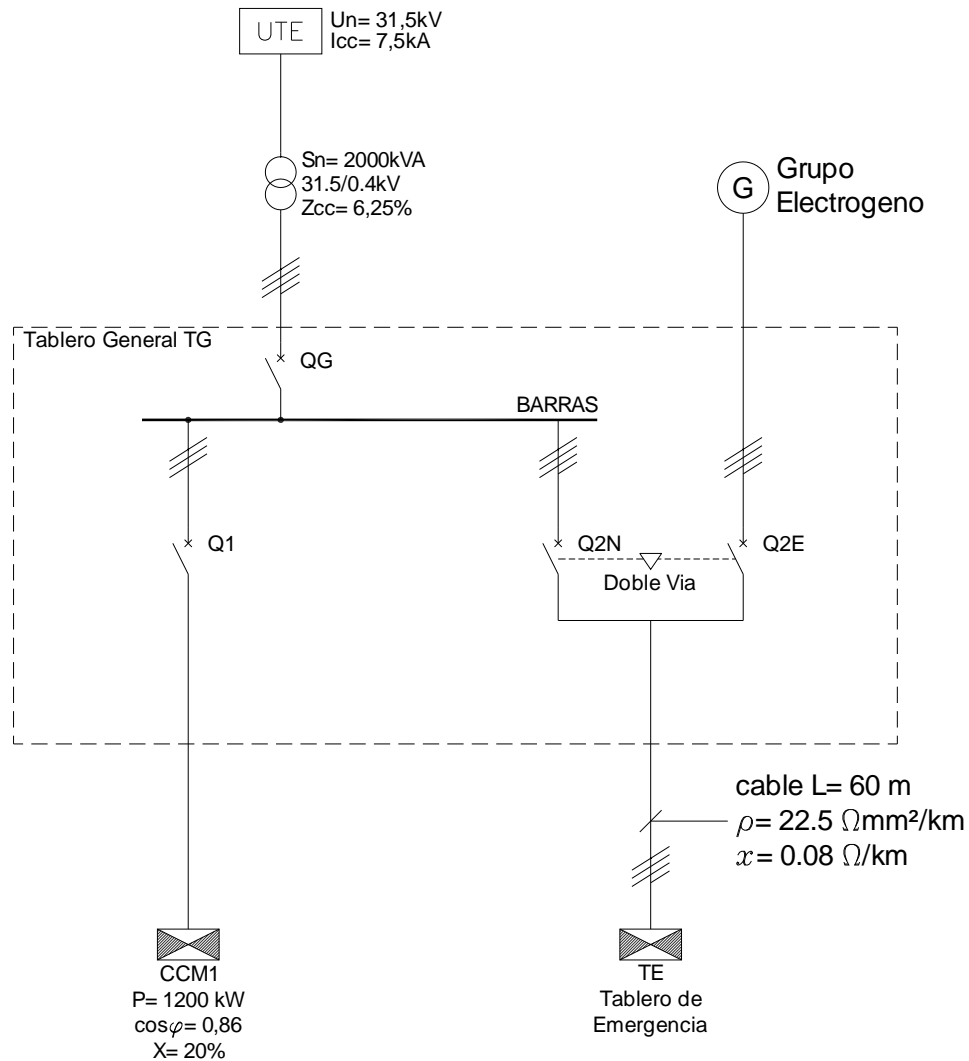 UTE
Un= 31,5kV
Icc= 7,5kA
Sn= 2000kVA
31.5/0.4kV
Zcc= 6,25%
G
Grupo
Electrogeno
Tablero General TG
QG
BARRAS
Q1
Q2N
Q2E
Doble Via
cable L= 60 m
ρ= 22.5 Ωmm²/km
x= 0.08 Ω/km
CCM1
P= 1200 kW
cosφ= 0,86
X= 20%
TE
Tablero de
Emergencia